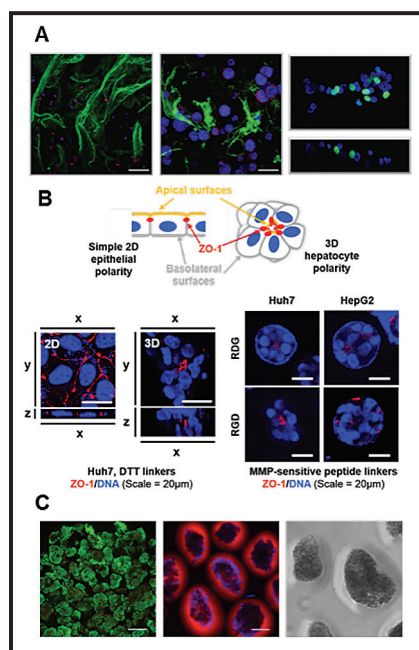 A
B
Apical surfaces
Simple 2D
epithelial
polarity
ZO-1
3D
hepatocyte
polarity
Basolateral surfaces
Huh7
HepG2
x
x
2D
3D
y
y
z
z
x
x
RDG
RGD
Huh7, DTT linkers
ZO-1/DNA (Scale = 20µm)
MMP-sensitive peptide linkers
ZO-1/DNA (Scale = 20µm)
C